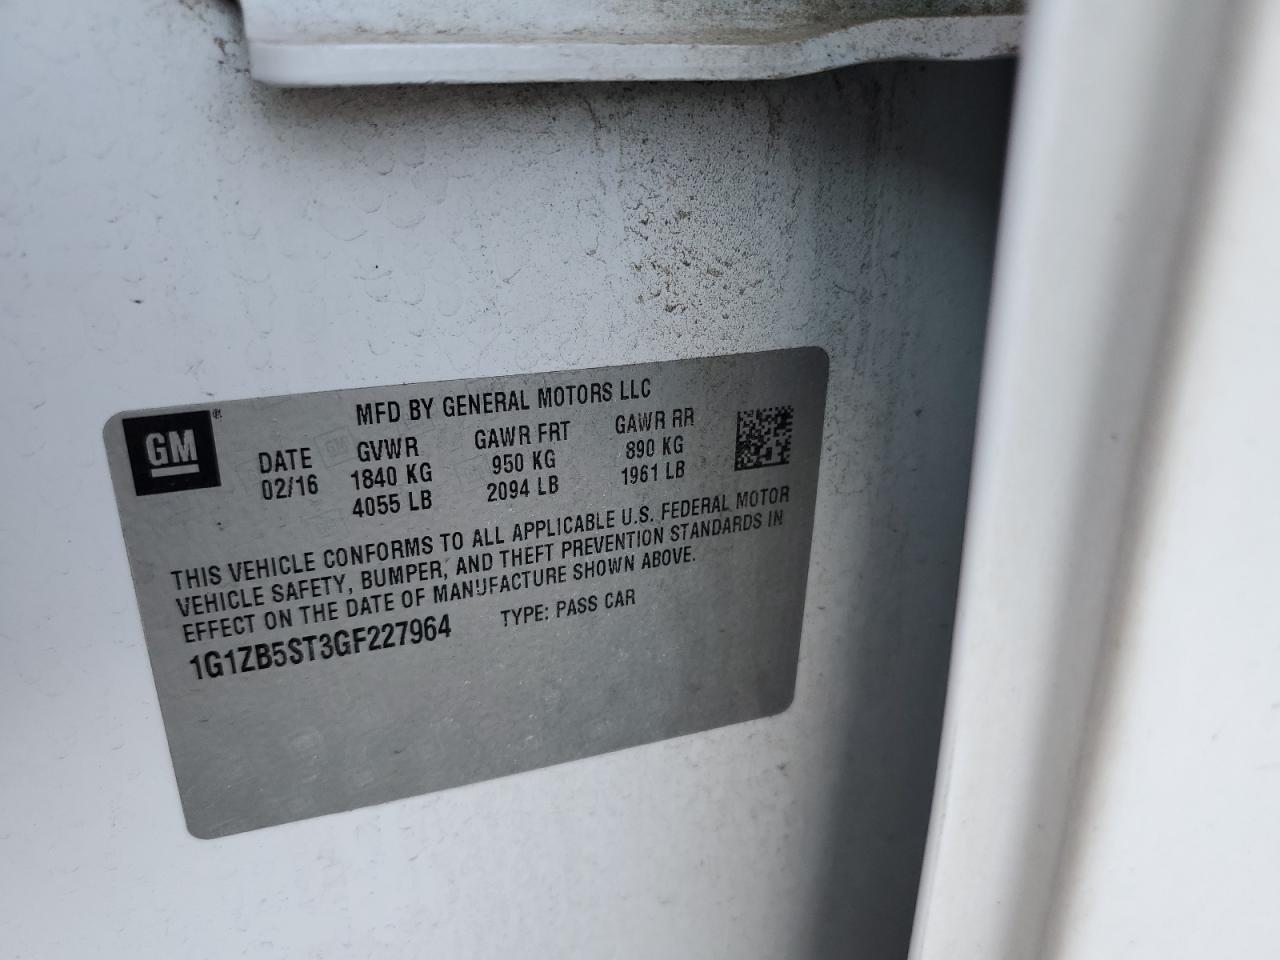 MFD BY GENERAL MOTORS LLC
GM®
DATE GVWR GAWR FRT GAWR RR
02/16 1840 KG 950 KG 890 KG
4055 LB 2094 LB 1961 LB
THIS VEHICLE CONFORMS TO ALL APPLICABLE U.S. FEDERAL MOTOR
VEHICLE SAFETY, BUMPER, AND THEFT PREVENTION STANDARDS IN
EFFECT ON THE DATE OF MANUFACTURE SHOWN ABOVE.
1G1ZB5ST3GF227964 TYPE: PASS CAR